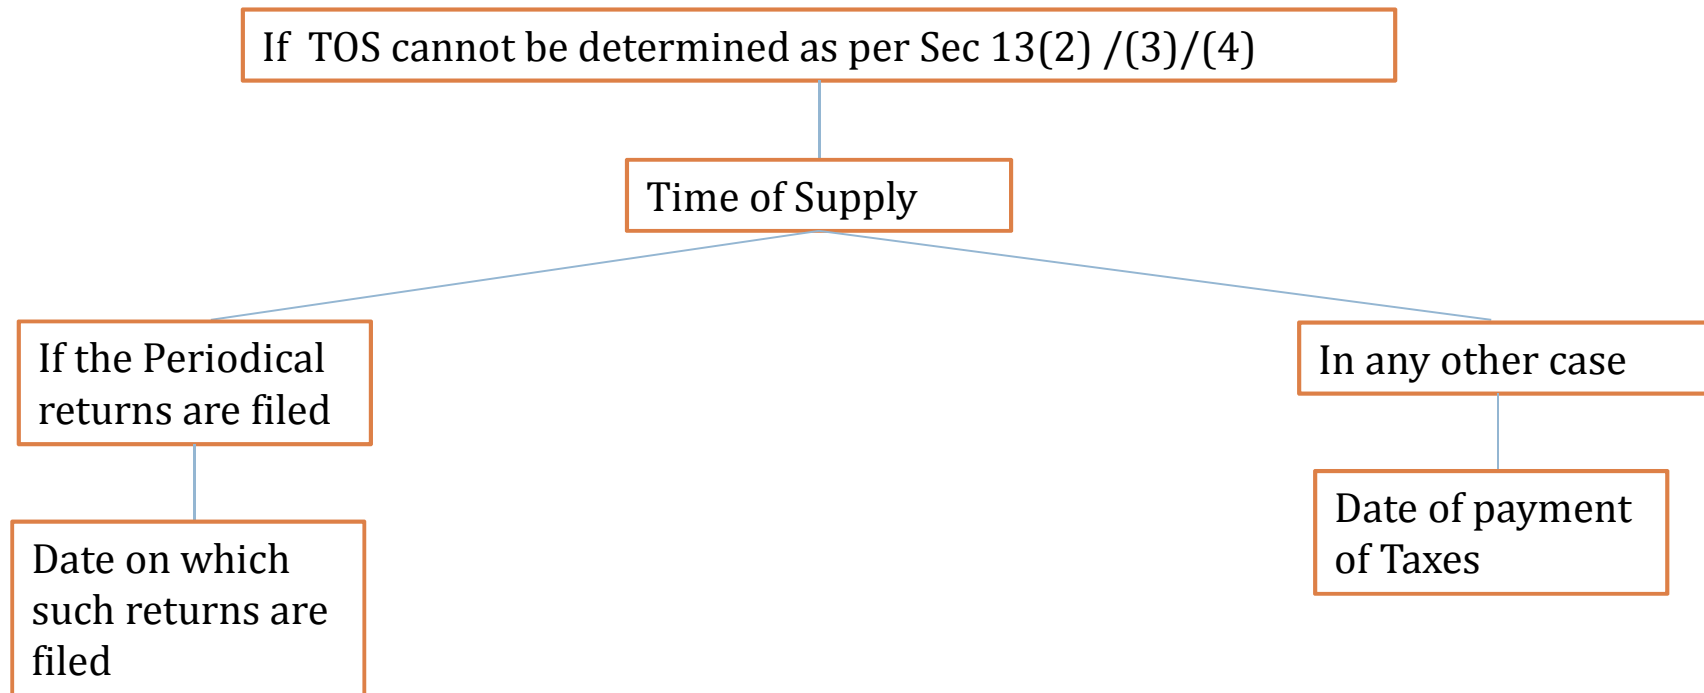 If TOS cannot be determined as per Sec 13(2) /(3)/(4)
Time of Supply
If the Periodical
returns are filed
In any other case
Date on which
such returns are
filed
Date of payment
of Taxes